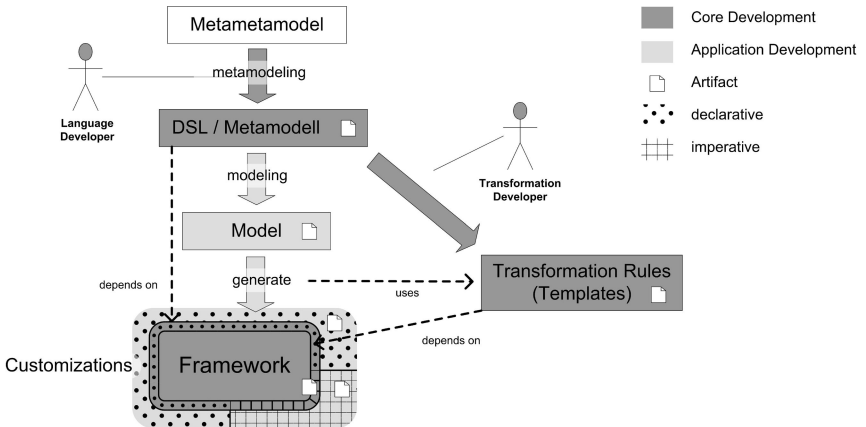 Metametamodel
metamodeling
Language
Developer
DSL / Metamodell
modeling
Transformation
Developer
Model
generate
depends on
uses
Transformation Rules
(Templates)
depends on
Customizations
Framework
Core Development
Application Development
Artifact
declarative
imperative